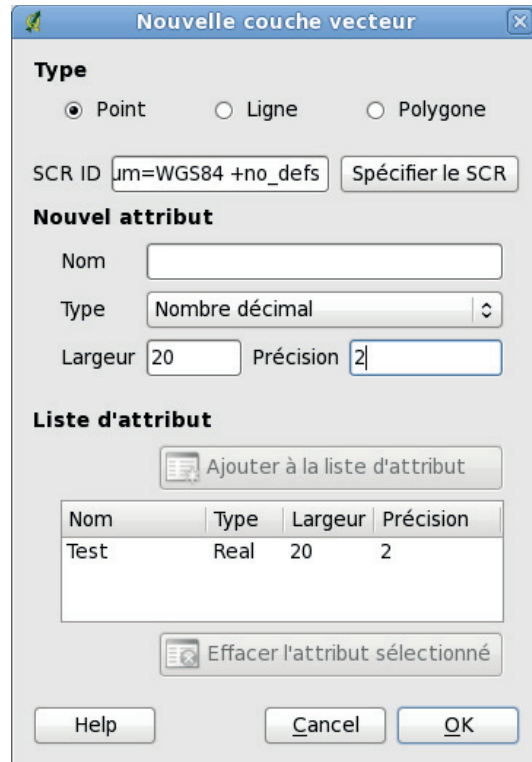 Nouvelle couche vecteur
Type
Point Ligne Polygone
SCR ID um=WGS84 +no_defs Spécifier le SCR
Nouvel attribut
Nom
Type Nombre décimal
Largeur 20 Précision 2
Liste d'attribut
Ajouter à la liste d'attribut
Nom Type Largeur Précision
Test Real 20 2
Effacer l'attribut sélectionné
Help Cancel OK